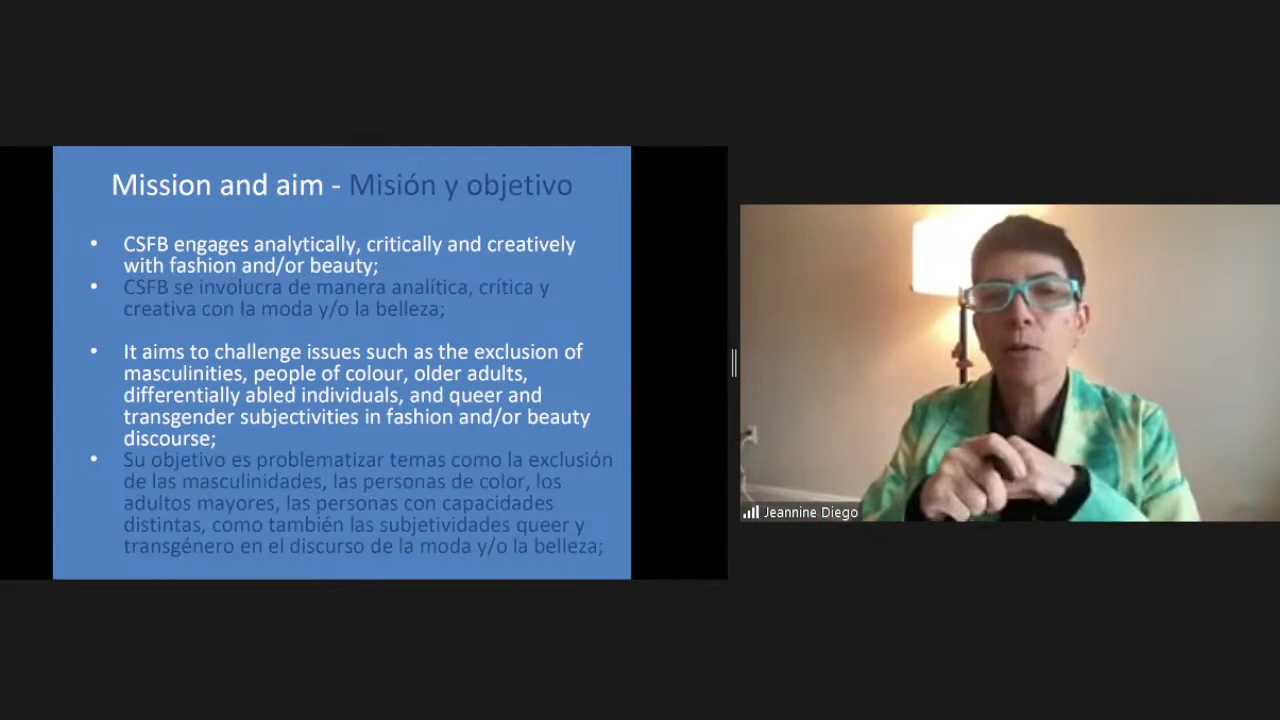 Mission and aim - Misión y objetivo
• CSFB engages analytically, critically and creatively
with fashion and/or beauty;
• CSFB se involucra de manera analítica, crítica y
creativa con la moda y/o la belleza;
• It aims to challenge issues such as the exclusion of
masculinities, people of colour, older adults,
differentially abled individuals, and queer and
transgender subjectivities in fashion and/or beauty
discourse;
• Su objetivo es problematizar temas como la exclusión
de las masculinidades, las personas de color, los
adultos mayores, las personas con capacidades
distintas, como también las subjetividades queer y
transgénero en el discurso de la moda y/o la belleza;
Jeannine Diego